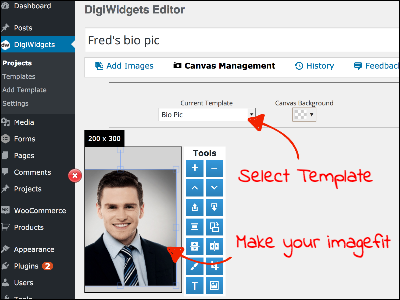 Dashboard
DigiWidgets Editor
Posts
DigiWidgets
Fred's bio pic
Projects
Templates
Add Template
Settings
Add Images
Canvas Management
History
Feedback
Current Template
Canvas Background
Bio Pic
Media
Forms
Pages
Comments
Projects
WooCommerce
Products
Appearance
Plugins 2
Users
200 x 300
Tools
T
Select Template
Make your imagefit